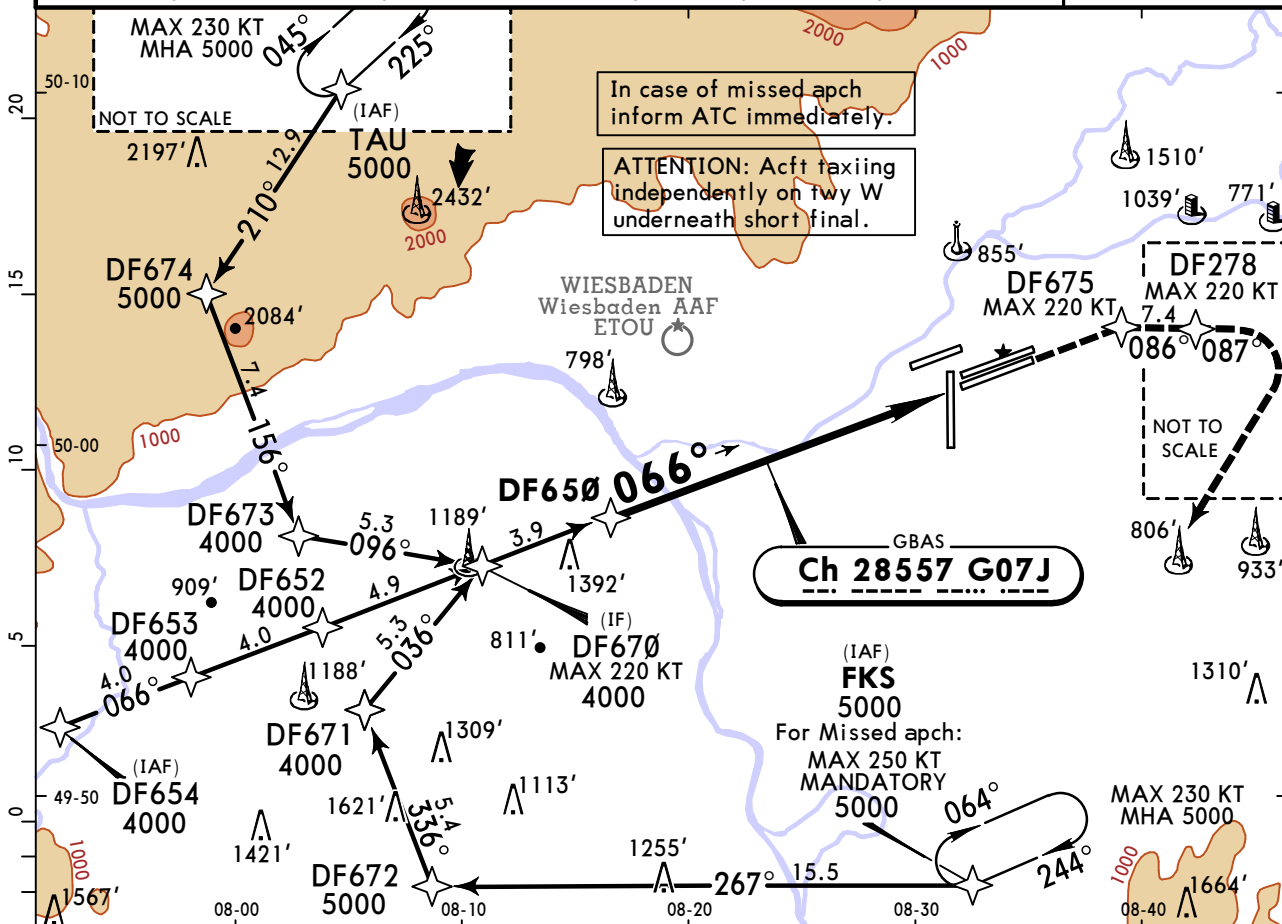 MAX 230 KT
MHA 5000
045°
225°
2000
1000
20
50-10
NOT TO SCALE
2197'
(IAF)
TAU
5000
12.9
210°
2432'
2000
In case of missed apch
inform ATC immediately.
ATTENTION: Acft taxiing
independently on twy W
underneath short final.
1510'
1039'
771'
855'
DF674
5000
15
2084'
WIESBADEN
Wiesbaden AAF
ETOU
DF675
MAX 220 KT
DF278
MAX 220 KT
7.4
086°
087°
798'
7.4
156°
1000
50-00
10
NOT TO
SCALE
DF650
066°
DF673
4000
5.3
096°
1189'
3.9
1392'
806'
933'
GBAS
Ch 28557 G07J
909'
DF652
4000
4.9
DF653
4000
4.0
5
4.0
066°
5.3
036°
811'
(IF)
DF670
MAX 220 KT
4000
1188'
(IAF)
FKS
5000
For Missed apch:
MAX 250 KT
MANDATORY
5000
1310'
DF671
4000
1309'
(IAF)
DF654
4000
49-50
0
1621'
5.4
336°
1113'
064°
244°
MAX 230 KT
MHA 5000
1421'
1000
1567'
DF672
5000
1255'
267°
15.5
1000
1664'
08-00
08-10
08-20
08-30
08-40